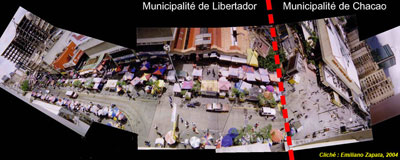 Municipalité de Libertador
Municipalité de Chacao
Cliché : Emiliano Zapata, 2004